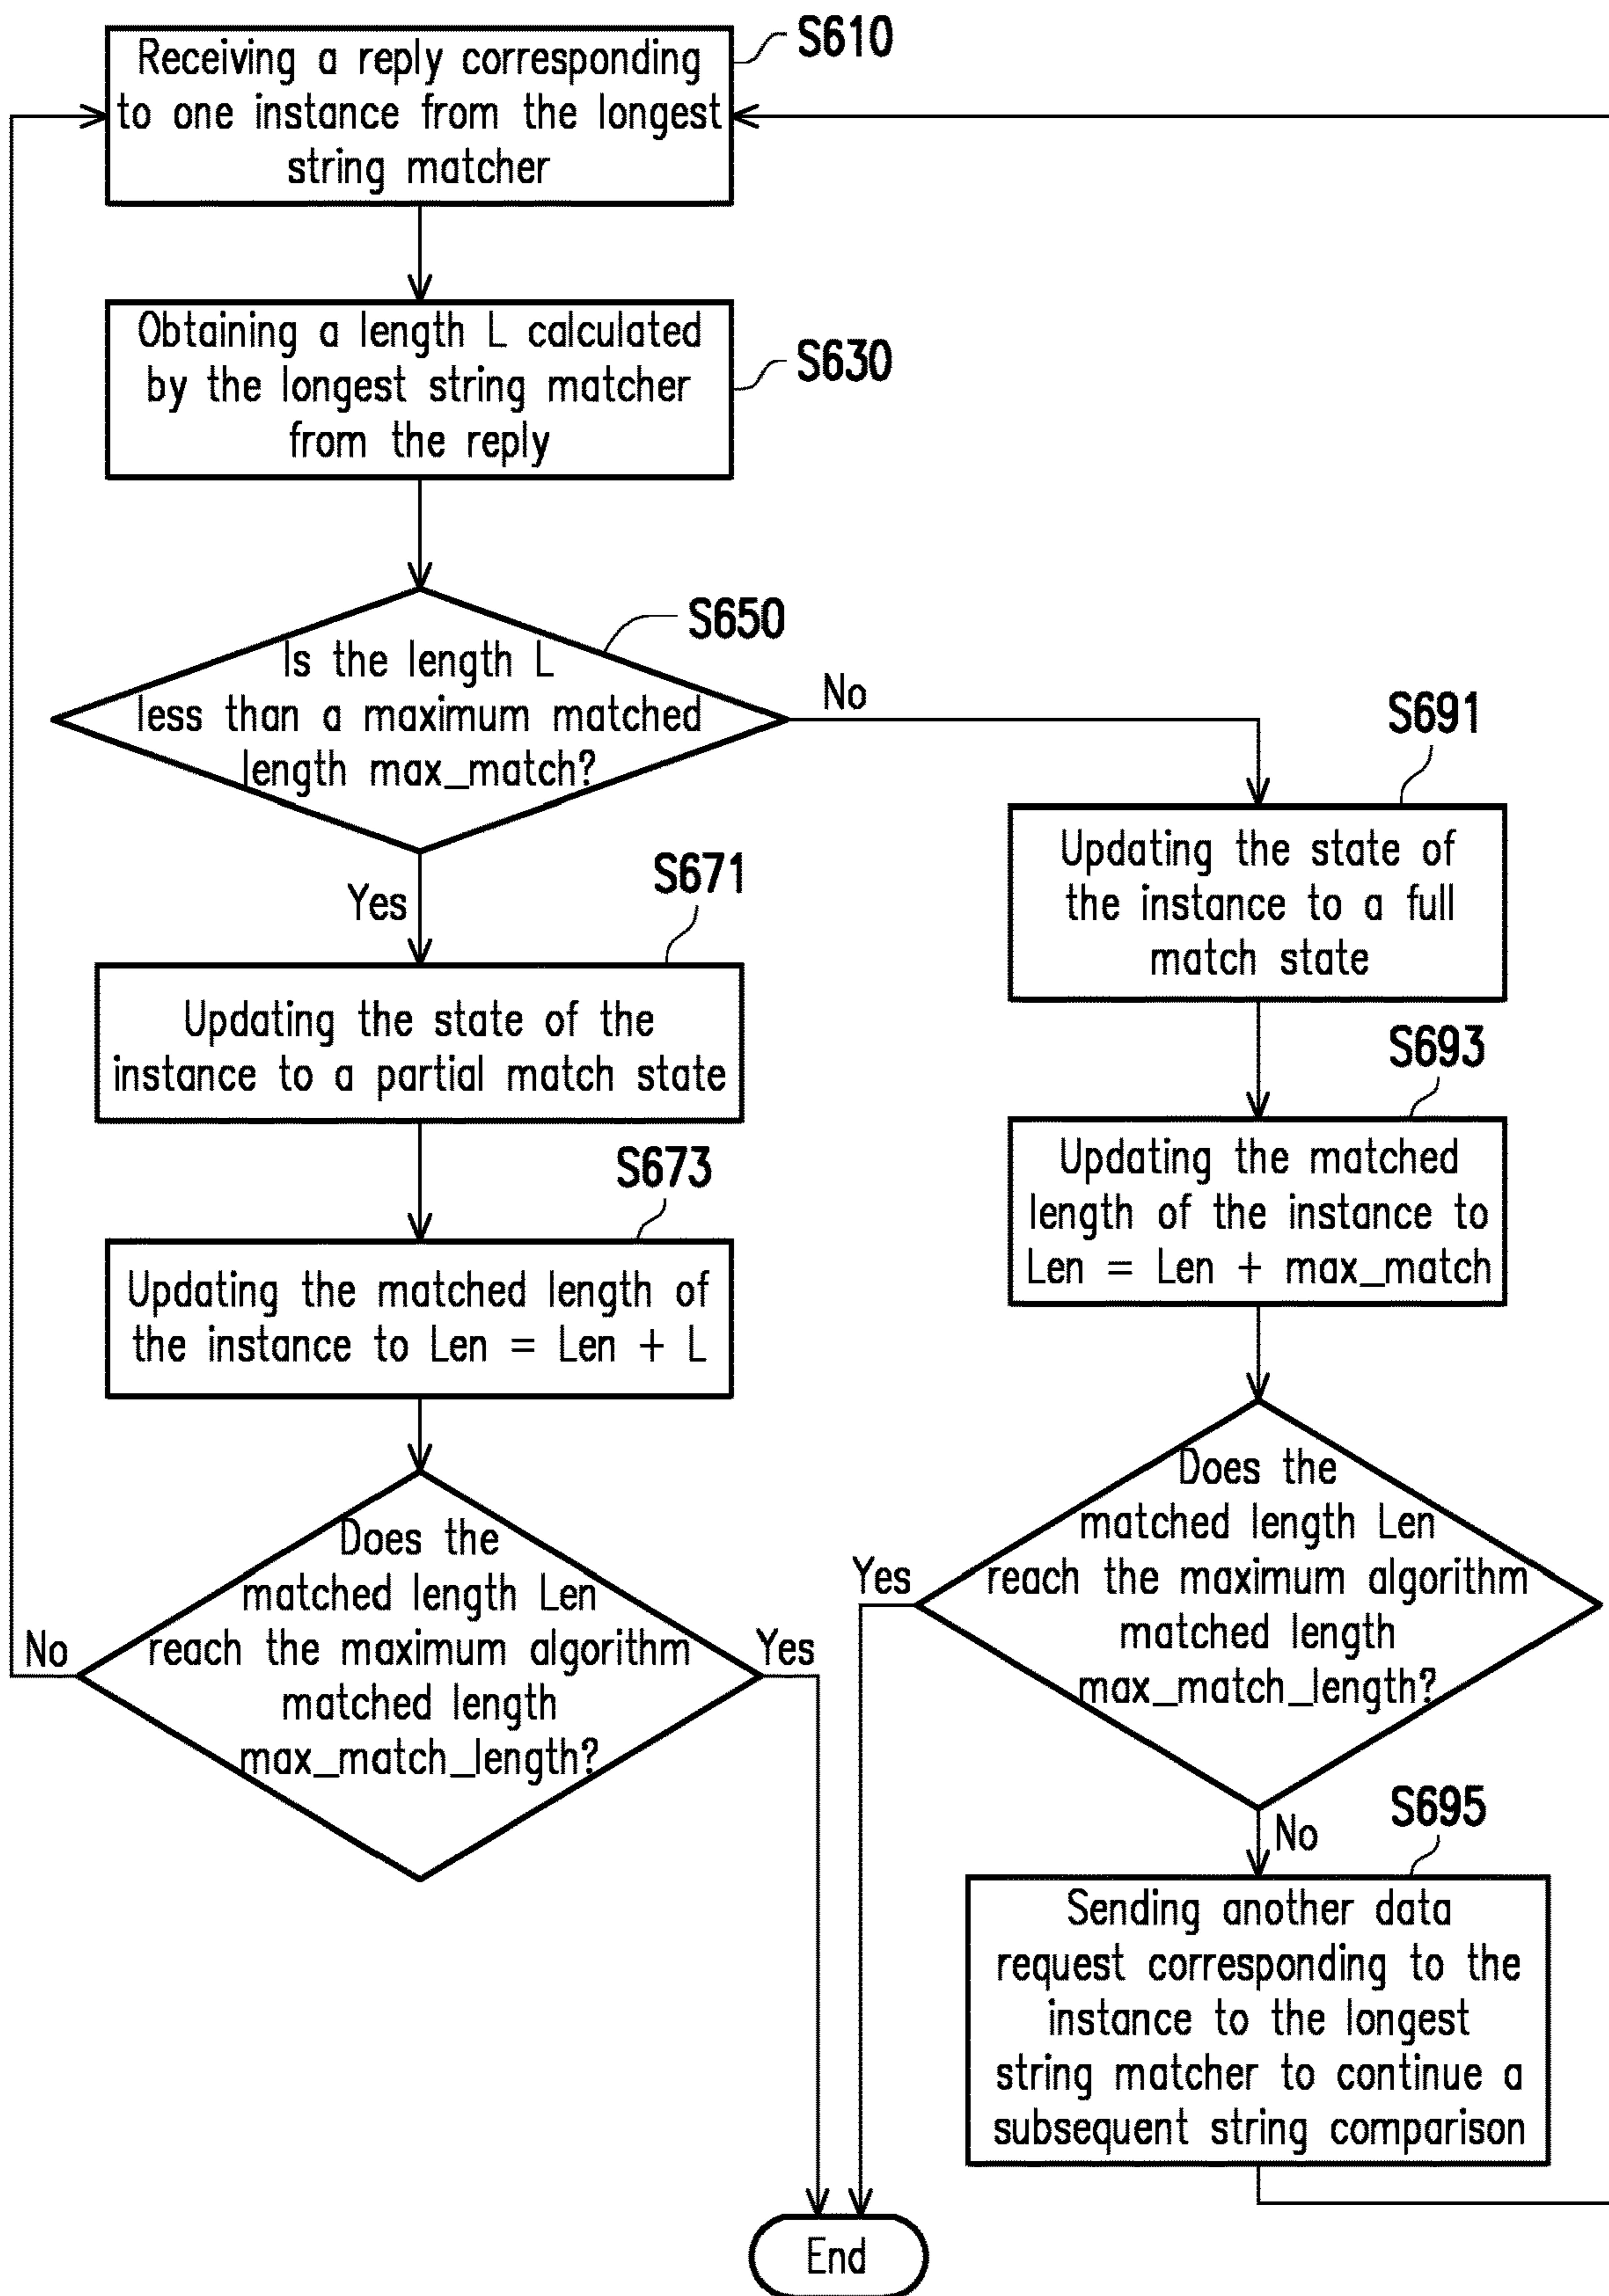 S610
Receiving a reply corresponding
to one instance from the longest
string matcher
S630
Obtaining a length L calculated
by the longest string matcher
from the reply
S650
Is the length L
less than a maximum matched
length max_match?
No
Yes
S671
Updating the state of the
instance to a partial match state
S673
Updating the matched length of
the instance to Len = Len + L
Does the
matched length Len
reach the maximum algorithm
matched length
max_match_length?
No
Yes
S691
Updating the state of
the instance to a full
match state
S693
Updating the matched
length of the instance to
Len = Len + max_match
Does the
matched length Len
reach the maximum algorithm
matched length
max_match_length?
Yes
No
S695
Sending another data
request corresponding to the
instance to the longest
string matcher to continue a
subsequent string comparison
End